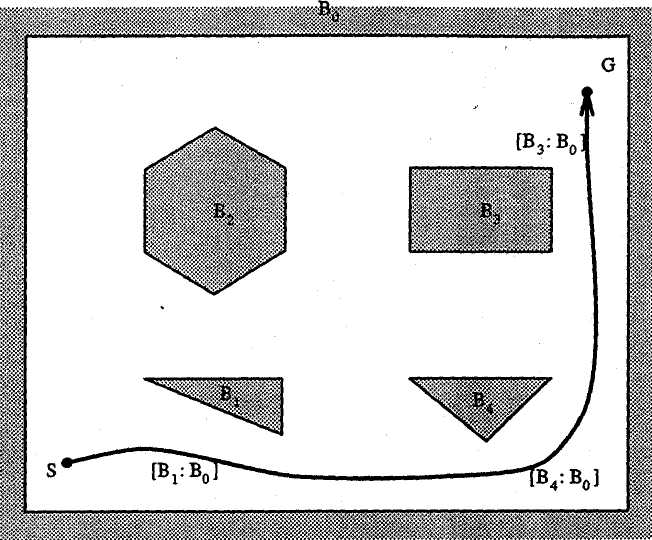 B₀
G
[B₃: B₀]
B₂
B₃
B₁
B₄
S
[B₁: B₀]
[B₄: B₀]